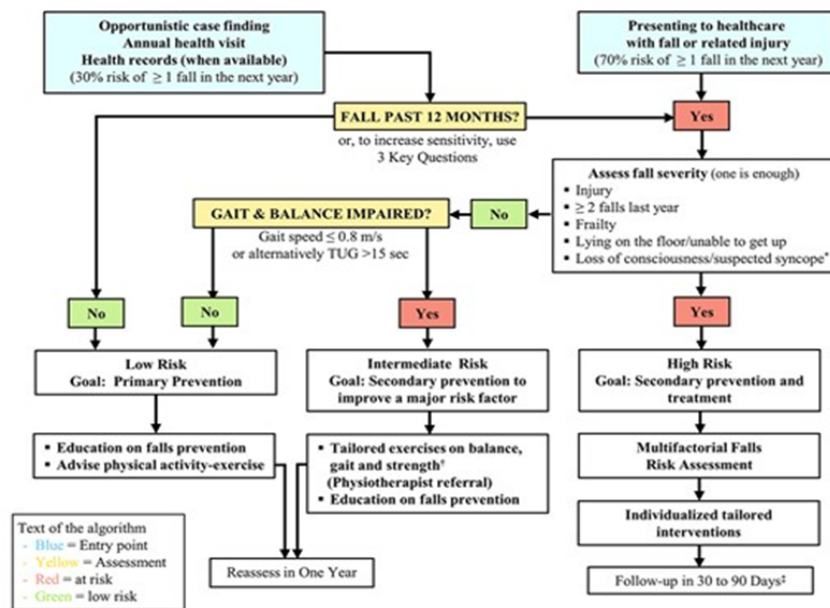 Opportunistic case finding
Annual health visit
Health records (when available)
(30% risk of ≥ 1 fall in the next year)
Presenting to healthcare
with fall or related injury
(70% risk of ≥ 1 fall in the next year)
FALL PAST 12 MONTHS?
Yes
or, to increase sensitivity, use
3 Key Questions
Assess fall severity (one is enough)
▪ Injury
▪ ≥ 2 falls last year
▪ Frailty
▪ Lying on the floor/unable to get up
▪ Loss of consciousness/suspected syncope*
GAIT & BALANCE IMPAIRED?
No
Gait speed ≤ 0.8 m/s
or alternatively TUG >15 sec
No
No
Yes
Yes
Low Risk
Goal: Primary Prevention
Intermediate Risk
Goal: Secondary prevention to
improve a major risk factor
High Risk
Goal: Secondary prevention and
treatment
▪ Education on falls prevention
▪ Advise physical activity-exercise
▪ Tailored exercises on balance,
gait and strength†
(Physiotherapist referral)
▪ Education on falls prevention
Multifactorial Falls
Risk Assessment
Individualized tailored
interventions
Text of the algorithm
- Blue = Entry point
- Yellow = Assessment
- Red = at risk
- Green = low risk
Reassess in One Year
Follow-up in 30 to 90 Days‡